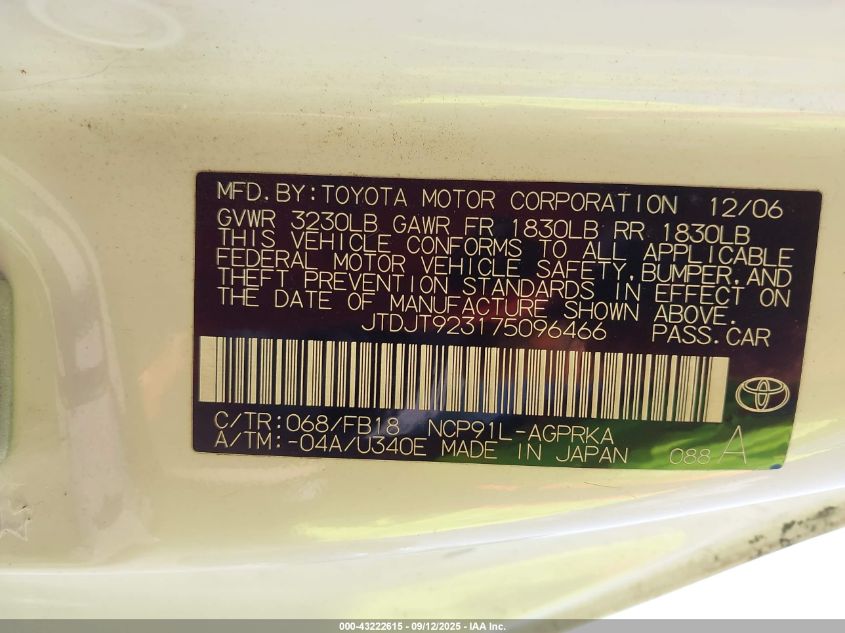 MFD. BY: TOYOTA MOTOR CORPORATION 12/06
GVWR 3230LB GAWR FR 1830LB RR 1830LB
THIS VEHICLE CONFORMS TO ALL APPLICABLE
FEDERAL MOTOR VEHICLE SAFETY, BUMPER, AND
THEFT PREVENTION STANDARDS IN EFFECT ON
THE DATE OF MANUFACTURE SHOWN ABOVE.
JTDJT923175096466 PASS. CAR
C/TR: 068/FB18 NCP91L-AGPRKA
A/TM: -04A/U340E MADE IN JAPAN 088 A
000-43222615 - 09/12/2025 - IAA Inc.